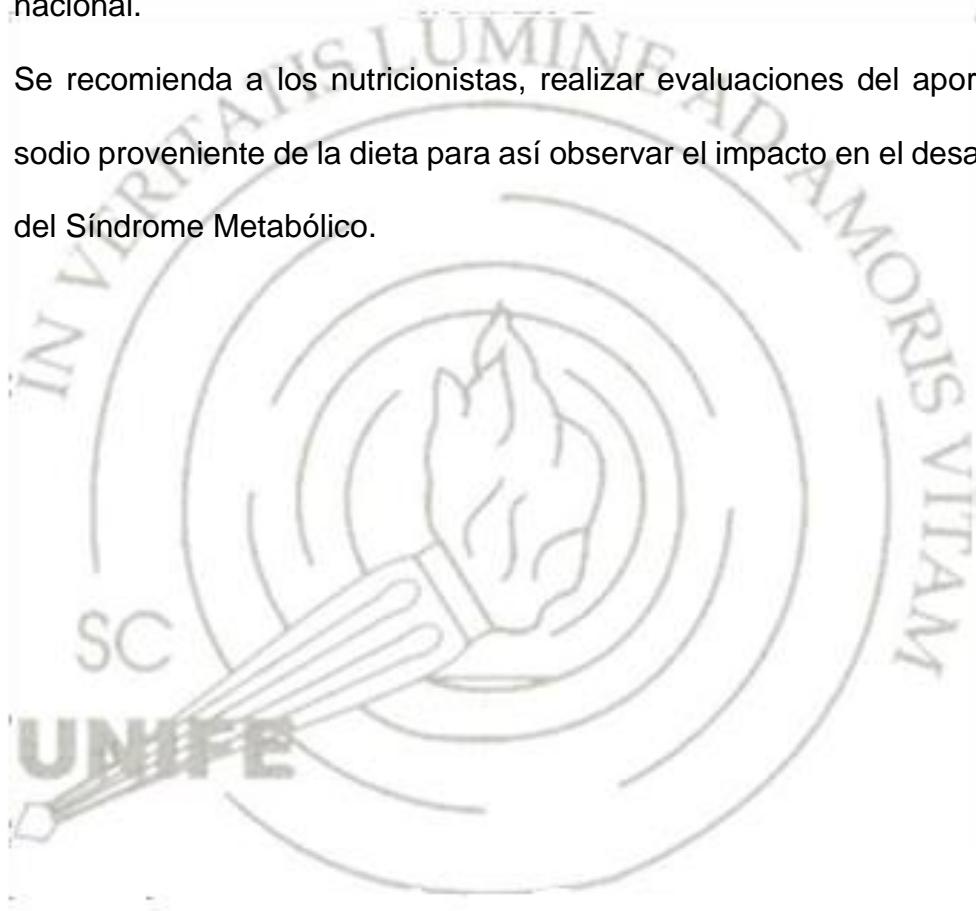 nacional.
Se recomienda a los nutricionistas, realizar evaluaciones del apor
sodio proveniente de la dieta para así observar el impacto en el desa
del Síndrome Metabólico.
IN VERITATIS LUMINE AD AMORIS VITAM
SC
UNIFE